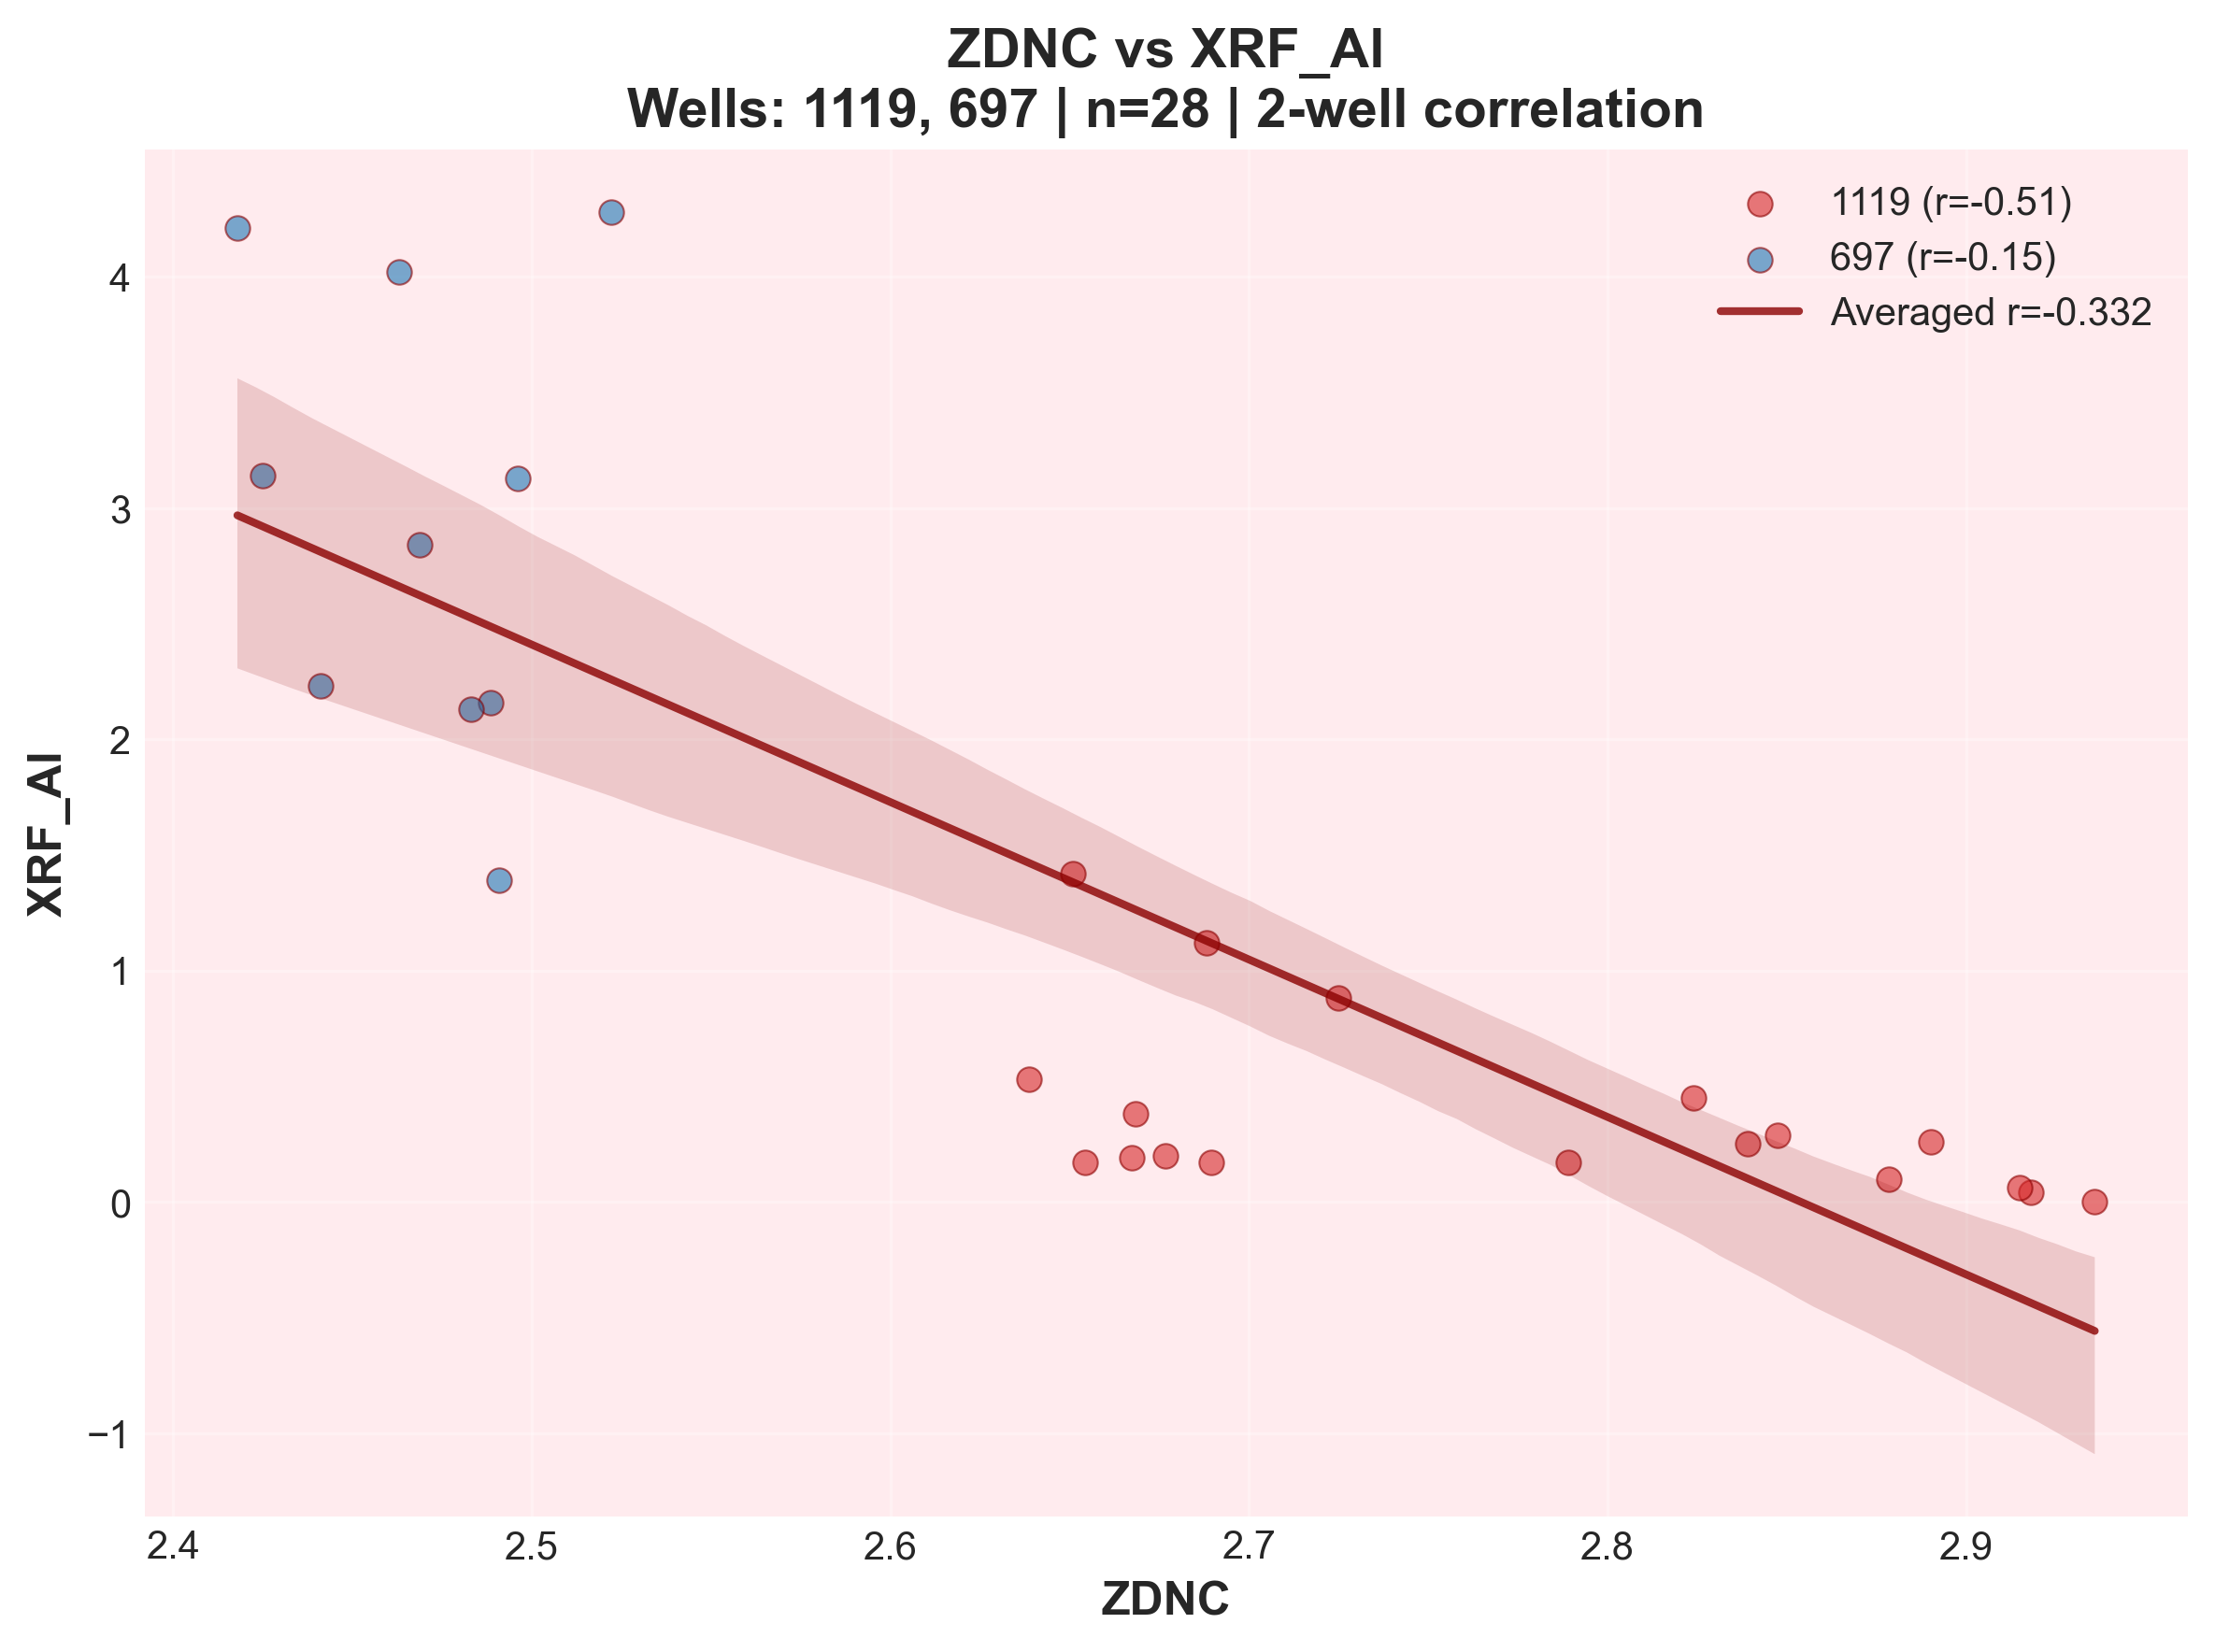 ZDNC vs XRF_Al
Wells: 1119, 697 | n=28 | 2-well correlation
1119 (r=-0.51)
697 (r=-0.15)
Averaged r=-0.332
XRF_Al
4
3
2
1
0
−1
2.4 2.5 2.6 2.7 2.8 2.9
ZDNC